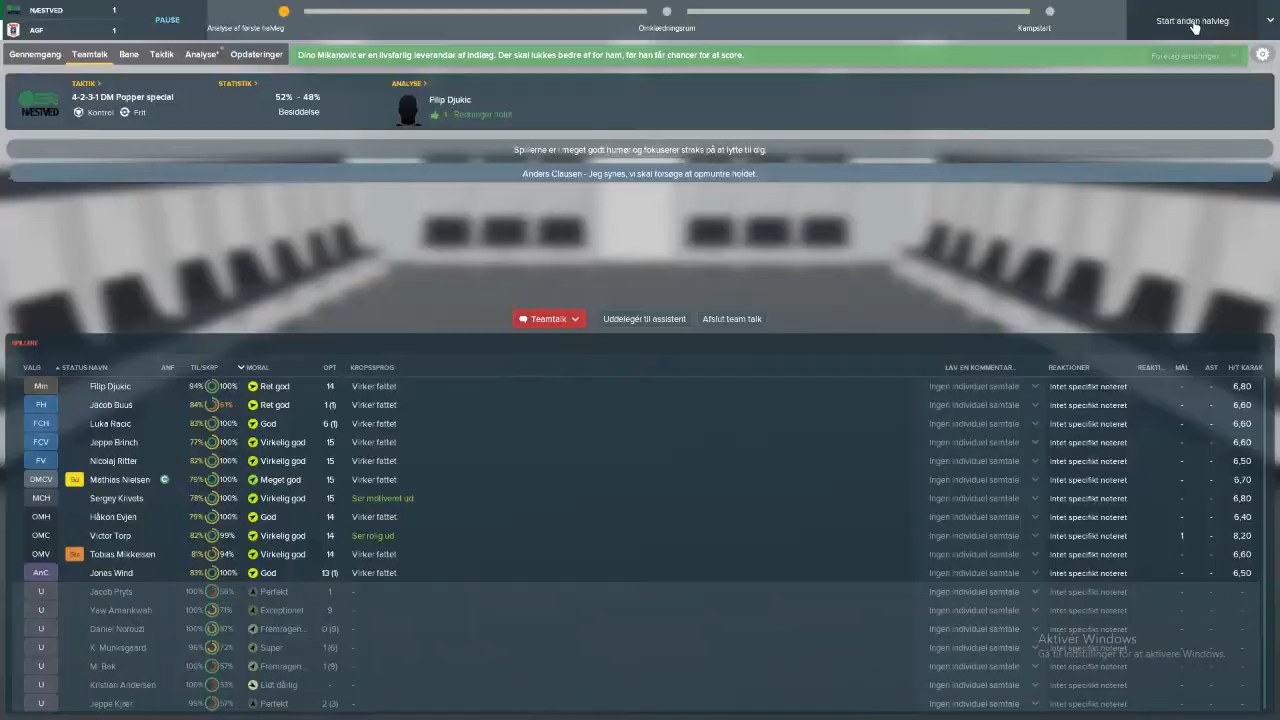 NÆSTVED 1
AGF 1
PAUSE
Analyse af første halvleg
Omklædningsrum
Kampstart
Start anden halvleg
Gennemgang Teamtalk Bane Taktik Analyse Opdateringer
Dino Mikanovic er en livsfarlig leverandør af indlæg. Der skal lukkes bedre af for ham, før han får chancer for at score.
TAKTIK >
4-2-3-1 DM Popper special
Kontrol Frit
NÆSTVED
STATISTIK >
52% - 48%
Besiddelse
ANALYSE >
Filip Djukic
Redninger holdt
Spillerne er i meget godt humør og fokuserer straks på at lytte til dig.
Anders Clausen - Jeg synes, vi skal forsøge at opmuntre holdet.
Teamtalk
Uddelegér til assistent
Afslut team talk
SPILLERE
VALG STATUS NAVN ANF TIL/SKRP MORAL OPT KROPSSPROG LAV EN KOMMENTAR... REAKTIONER REAKTI... MÅL AST H/T KARAK
Mm Filip Djukic 94% 100% Ret god 14 Virker fattet Ingen individuel samtale Intet specifikt noteret - - 6,80
FH Jacob Buus 84% 61% Ret god 1 (1) Virker fattet Ingen individuel samtale Intet specifikt noteret - - 6,60
FCH Luka Racic 83% 100% God 6 (1) Virker fattet Ingen individuel samtale Intet specifikt noteret - - 6,60
FCV Jeppe Brinch 77% 100% Virkelig god 15 Virker fattet Ingen individuel samtale Intet specifikt noteret - - 6,60
FV Nicolaj Ritter 82% 100% Virkelig god 15 Virker fattet Ingen individuel samtale Intet specifikt noteret - - 6,50
DMCV Mathias Nielsen 79% 100% Meget god 15 Virker fattet Ingen individuel samtale Intet specifikt noteret - - 6,70
MCH Sergey Krivets 78% 100% Virkelig god 15 Ser motiveret ud Ingen individuel samtale Intet specifikt noteret - - 6,80
OMH Håkon Evjen 79% 100% God 14 Virker fattet Ingen individuel samtale Intet specifikt noteret - - 6,40
OMC Victor Torp 82% 99% Virkelig god 14 Ser rolig ud Ingen individuel samtale Intet specifikt noteret 1 - 8,20
OMV Tobias Mikkelsen 81% 94% Virkelig god 14 Virker fattet Ingen individuel samtale Intet specifikt noteret - - 6,60
AnC Jonas Wind 83% 100% God 13 (1) Virker fattet Ingen individuel samtale Intet specifikt noteret - - 6,50
U Jacob Pryts 100% Perfekt 1 - Ingen individuel samtale Intet specifikt noteret - - -
U Yaw Amankwah 100% 71% Exceptionel 9 - Ingen individuel samtale Intet specifikt noteret - - -
U Daniel Norouzi 100% 87% Fremragen... 0 (9) - Ingen individuel samtale Intet specifikt noteret - - -
U K. Munksgaard 96% 72% Super 1 (6) - Ingen individuel samtale Intet specifikt noteret - - -
U M. Bak 100% 57% Fremragen... 1 (9) - Ingen individuel samtale Intet specifikt noteret - - -
U Kristian Andersen 100% 53% Lidt dårlig - - Ingen individuel samtale Intet specifikt noteret - - -
U Jeppe Kjær 95% 57% Perfekt 2 (3) - Ingen individuel samtale Intet specifikt noteret - - -
Aktivér Windows
Gå til Indstillinger for at aktivere Windows.